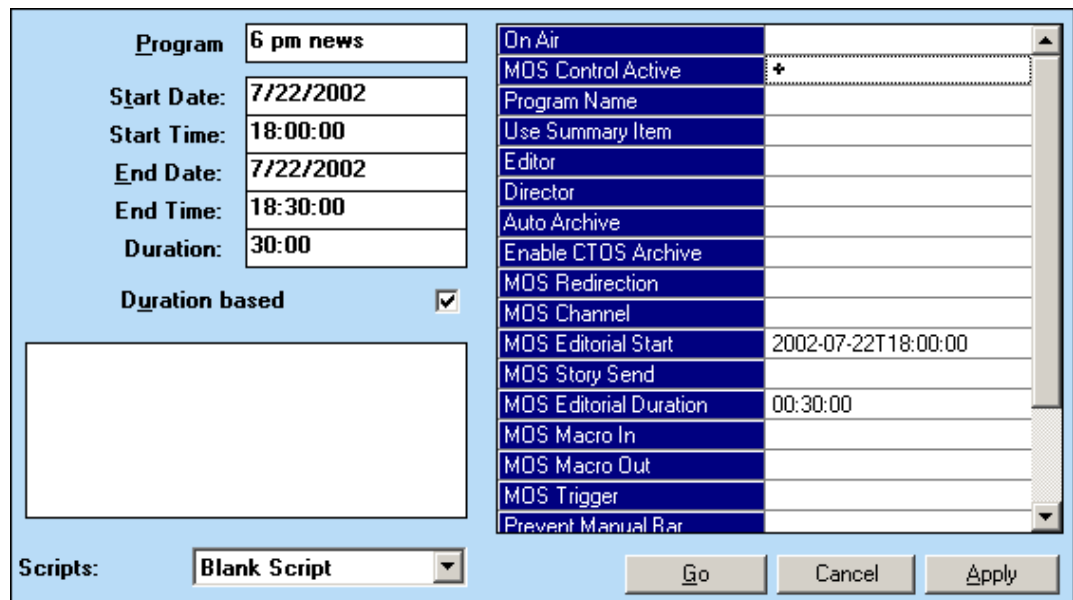 Program 6 pm news
Start Date: 7/22/2002
Start Time: 18:00:00
End Date: 7/22/2002
End Time: 18:30:00
Duration: 30:00
Duration based
Scripts: Blank Script
On Air
MOS Control Active +
Program Name
Use Summary Item
Editor
Director
Auto Archive
Enable CTOS Archive
MOS Redirection
MOS Channel
MOS Editorial Start 2002-07-22T18:00:00
MOS Story Send
MOS Editorial Duration 00:30:00
MOS Macro In
MOS Macro Out
MOS Trigger
Prevent Manual Bar
Go Cancel Apply